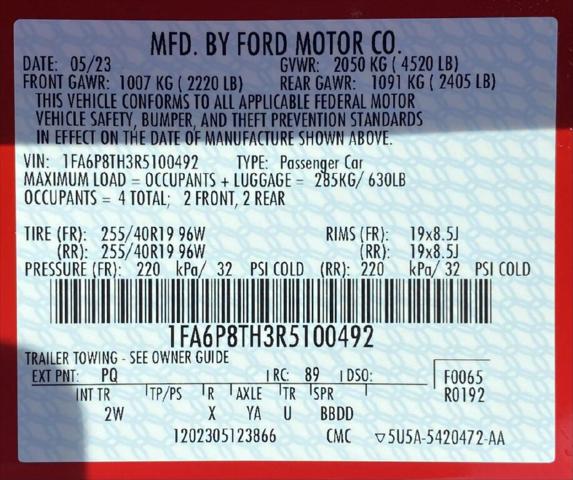 MFD. BY FORD MOTOR CO.
DATE: 05/23 GVWR: 2050 KG ( 4520 LB)
FRONT GAWR: 1007 KG ( 2220 LB) REAR GAWR: 1091 KG ( 2405 LB)
THIS VEHICLE CONFORMS TO ALL APPLICABLE FEDERAL MOTOR
VEHICLE SAFETY, BUMPER, AND THEFT PREVENTION STANDARDS
IN EFFECT ON THE DATE OF MANUFACTURE SHOWN ABOVE.
VIN: 1FA6P8TH3R5100492 TYPE: Passenger Car
MAXIMUM LOAD = OCCUPANTS + LUGGAGE = 285KG/ 630LB
OCCUPANTS = 4 TOTAL; 2 FRONT, 2 REAR
TIRE (FR): 255/40R19 96W RIMS (FR): 19x8.5J
(RR): 255/40R19 96W (RR): 19x8.5J
PRESSURE (FR): 220 kPa/ 32 PSI COLD (RR): 220 kPa/ 32 PSI COLD
1FA6P8TH3R5100492
TRAILER TOWING - SEE OWNER GUIDE
EXT PNT: PQ RC: 89 DSO: F0065
INT TR TP/PS R AXLE TR SPR R0192
2W X YA U BBDD
1202305123866 CMC ▽5U5A-5420472-AA